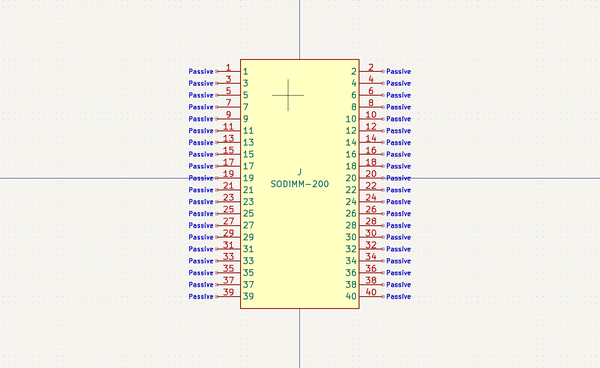 Passive 1 1 2 2 Passive
Passive 3 3 4 4 Passive
Passive 5 5 6 6 Passive
Passive 7 7 8 8 Passive
Passive 9 9 10 10 Passive
Passive 11 11 12 12 Passive
Passive 13 13 14 14 Passive
Passive 15 15 16 16 Passive
Passive 17 17 18 18 Passive
J
Passive 19 19 20 20 Passive
SODIMM-200
Passive 21 21 22 22 Passive
Passive 23 23 24 24 Passive
Passive 25 25 26 26 Passive
Passive 27 27 28 28 Passive
Passive 29 29 30 30 Passive
Passive 31 31 32 32 Passive
Passive 33 33 34 34 Passive
Passive 35 35 36 36 Passive
Passive 37 37 38 38 Passive
Passive 39 39 40 40 Passive